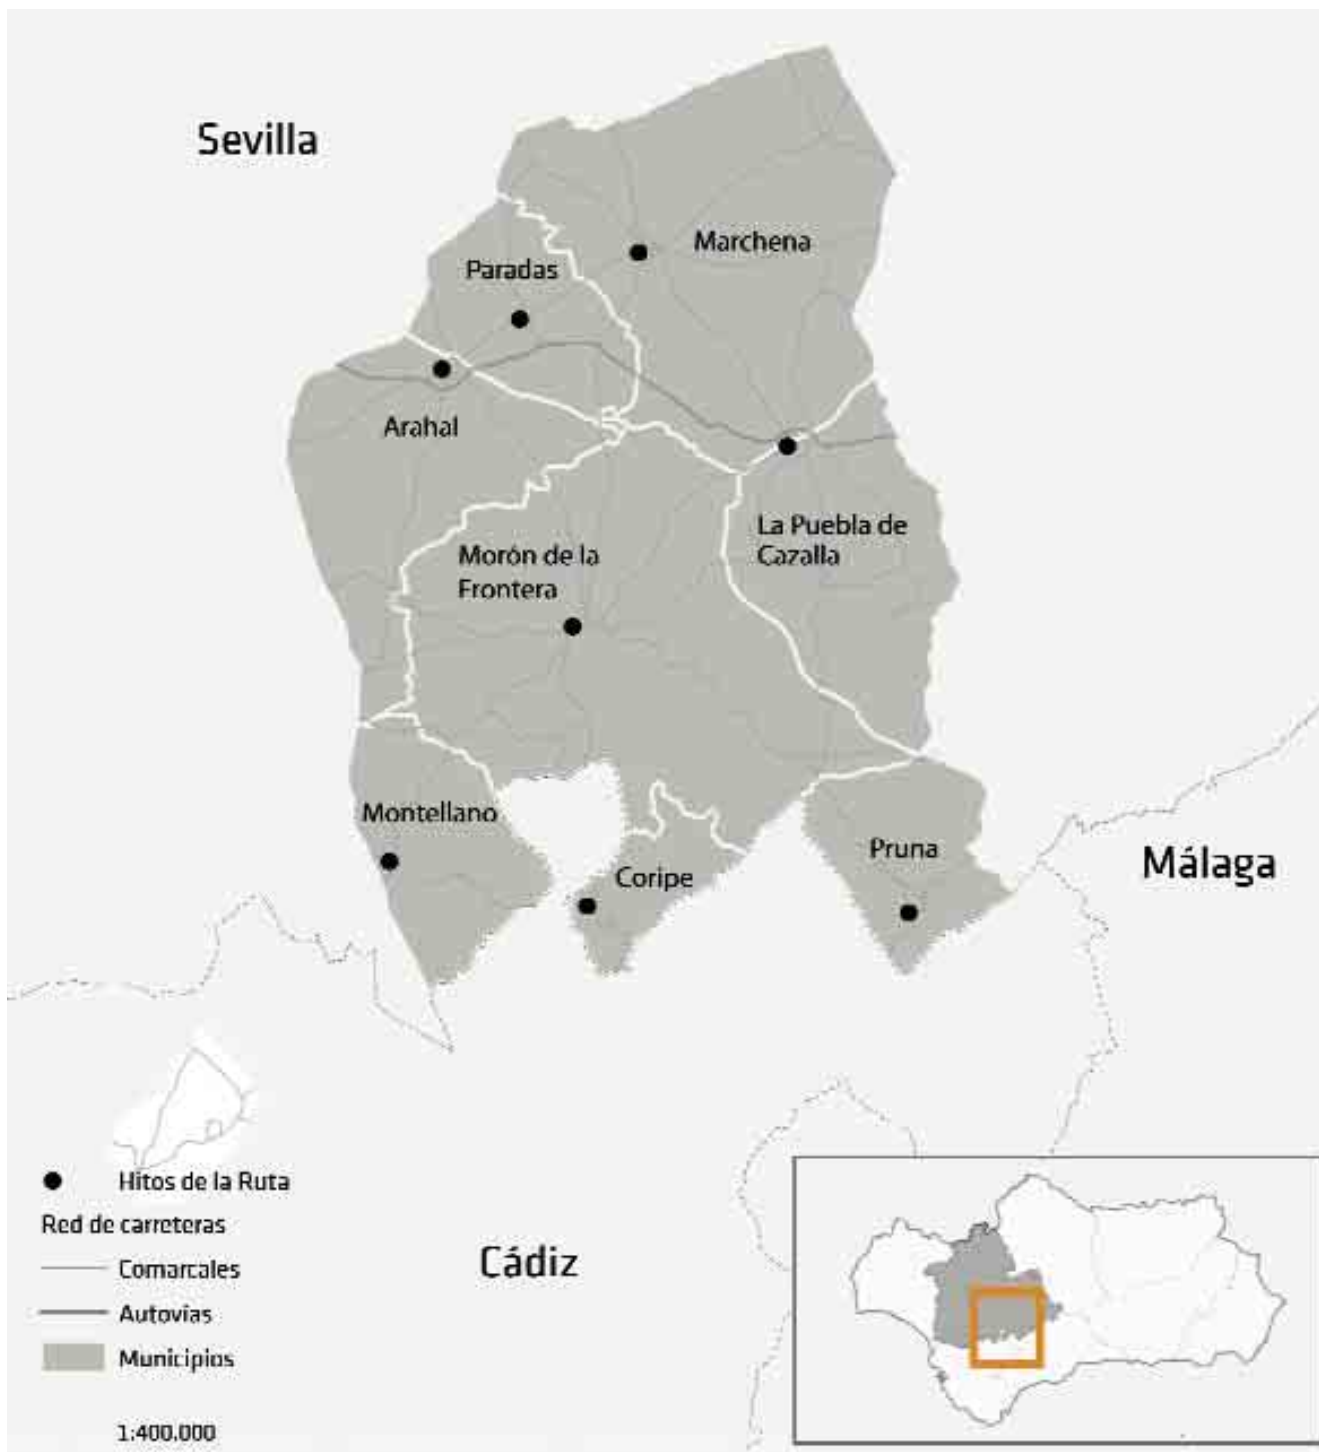 Sevilla
Marchena
Paradas
Arahal
La Puebla de
Cazalla
Morón de la
Frontera
Montellano
Pruna
Málaga
Coripe
Hitos de la Ruta
Red de carreteras
Comarcales
Autovías
Municipios
1:400.000
Cádiz